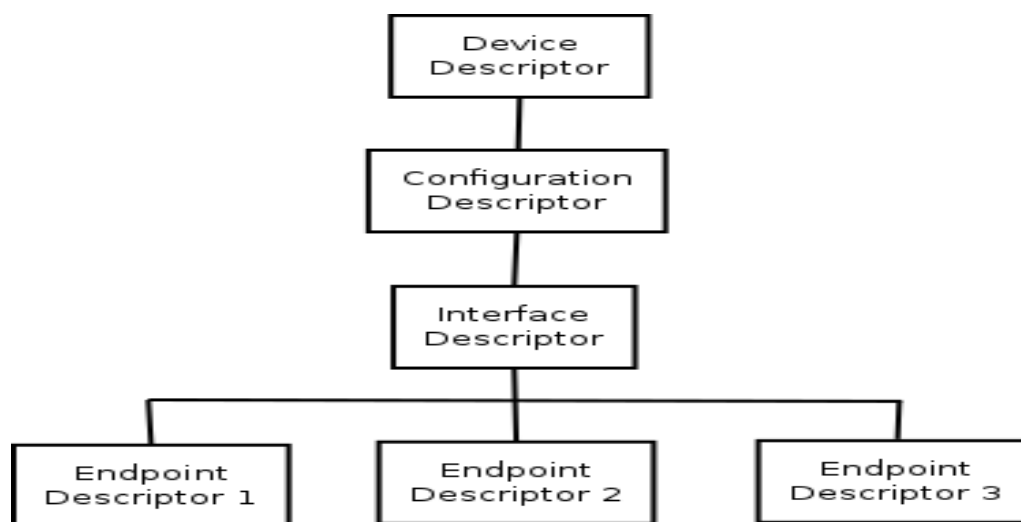 Device
Descriptor
Configuration
Descriptor
Interface
Descriptor
Endpoint
Descriptor 1
Endpoint
Descriptor 2
Endpoint
Descriptor 3